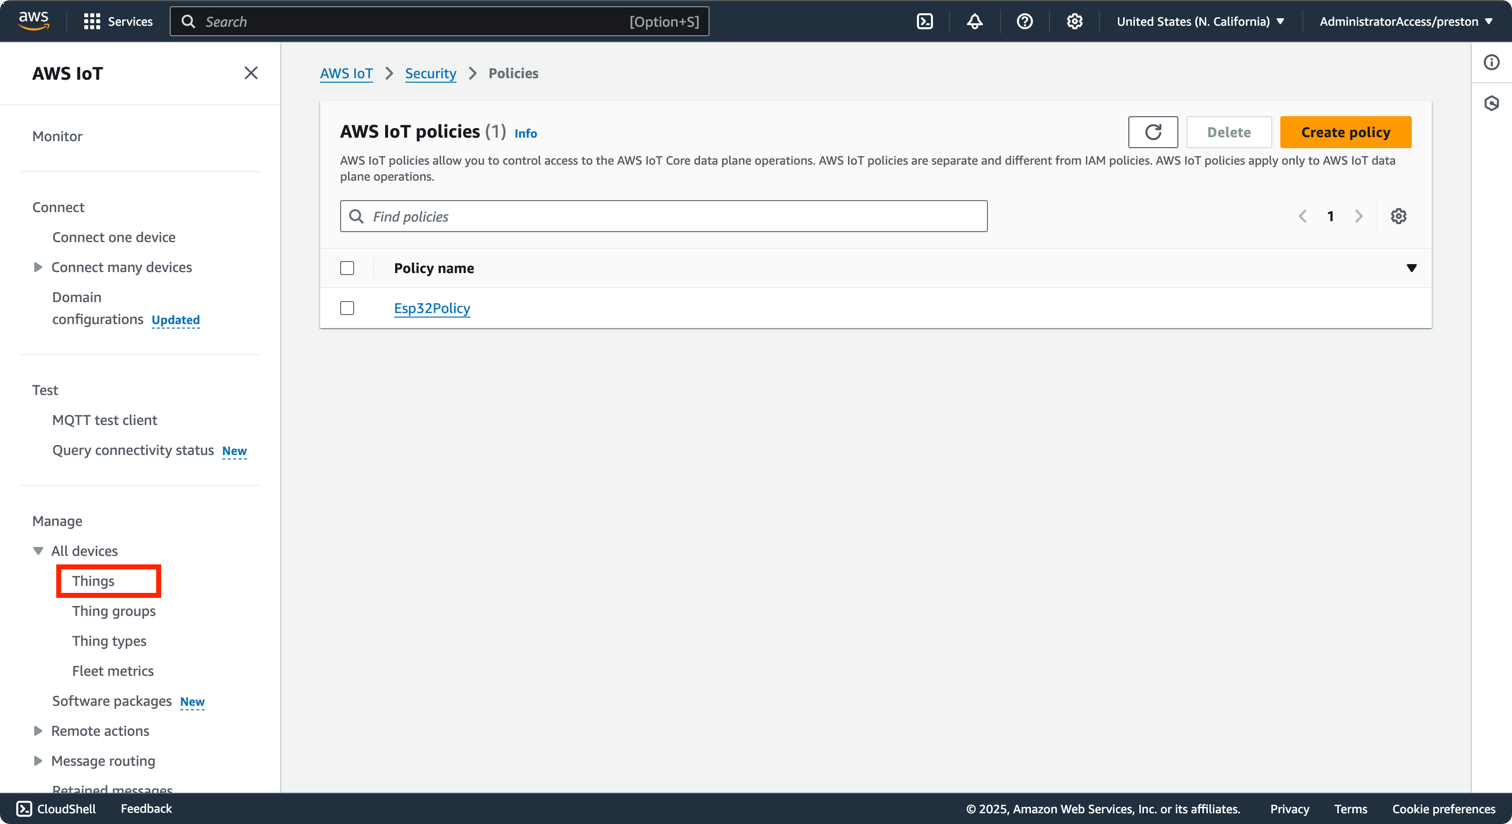 aws
Services
Search
[Option+S]
United States (N. California)
AdministratorAccess/preston
AWS IoT
Monitor
Connect
Connect one device
Connect many devices
Domain
configurations Updated
Test
MQTT test client
Query connectivity status New
Manage
All devices
Things
Thing groups
Thing types
Fleet metrics
Software packages New
Remote actions
Message routing
Retained messages
AWS IoT > Security > Policies
AWS IoT policies (1) Info
Delete
Create policy
AWS IoT policies allow you to control access to the AWS IoT Core data plane operations. AWS IoT policies are separate and different from IAM policies. AWS IoT policies apply only to AWS IoT data
plane operations.
Find policies
1
Policy name
Esp32Policy
CloudShell
Feedback
© 2025, Amazon Web Services, Inc. or its affiliates.
Privacy
Terms
Cookie preferences